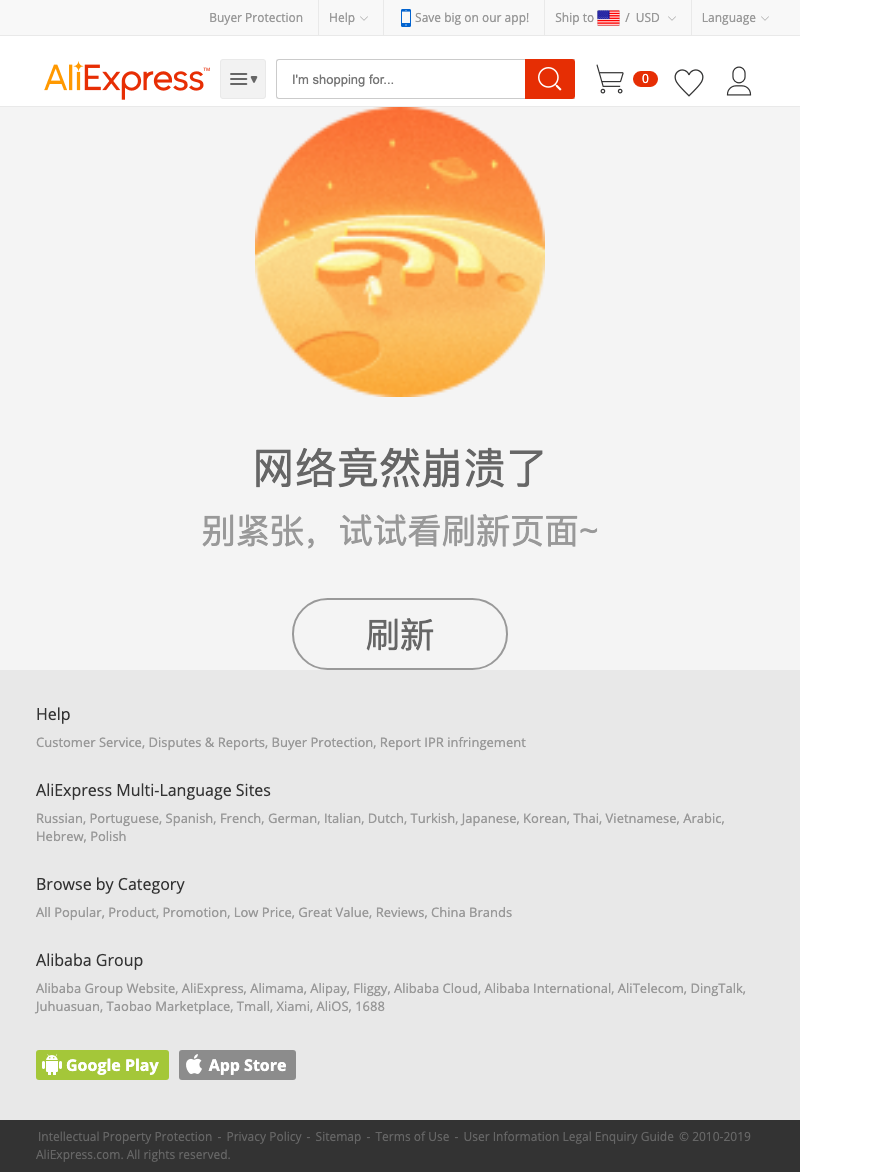 Buyer Protection Help Save big on our app! Ship to / USD Language
AliExpress™ I'm shopping for... 0
网络竟然崩溃了
别紧张，试试看刷新页面~
刷新
Help
Customer Service, Disputes & Reports, Buyer Protection, Report IPR infringement
AliExpress Multi-Language Sites
Russian, Portuguese, Spanish, French, German, Italian, Dutch, Turkish, Japanese, Korean, Thai, Vietnamese, Arabic,
Hebrew, Polish
Browse by Category
All Popular, Product, Promotion, Low Price, Great Value, Reviews, China Brands
Alibaba Group
Alibaba Group Website, AliExpress, Alimama, Alipay, Fliggy, Alibaba Cloud, Alibaba International, AliTelecom, DingTalk,
Juhuasuan, Taobao Marketplace, Tmall, Xiami, AliOS, 1688
Google Play App Store
Intellectual Property Protection - Privacy Policy - Sitemap - Terms of Use - User Information Legal Enquiry Guide © 2010-2019
AliExpress.com. All rights reserved.